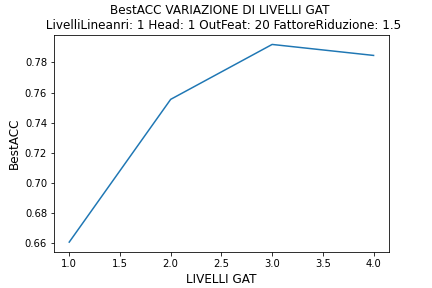 BestACC VARIAZIONE DI LIVELLI GAT
LivelliLineanri: 1 Head: 1 OutFeat: 20 FattoreRiduzione: 1.5
0.78
0.76
0.74
0.72
0.70
0.68
0.66
BestACC
1.0 1.5 2.0 2.5 3.0 3.5 4.0
LIVELLI GAT